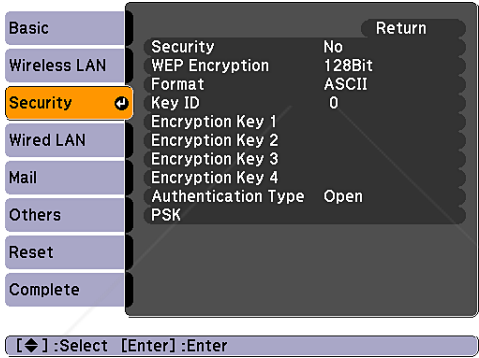 Basic
Wireless LAN
Security
Wired LAN
Mail
Others
Reset
Complete
Return
Security No
WEP Encryption 128Bit
Format ASCII
Key ID 0
Encryption Key 1
Encryption Key 2
Encryption Key 3
Encryption Key 4
Authentication Type Open
PSK
[◆] :Select [Enter] :Enter